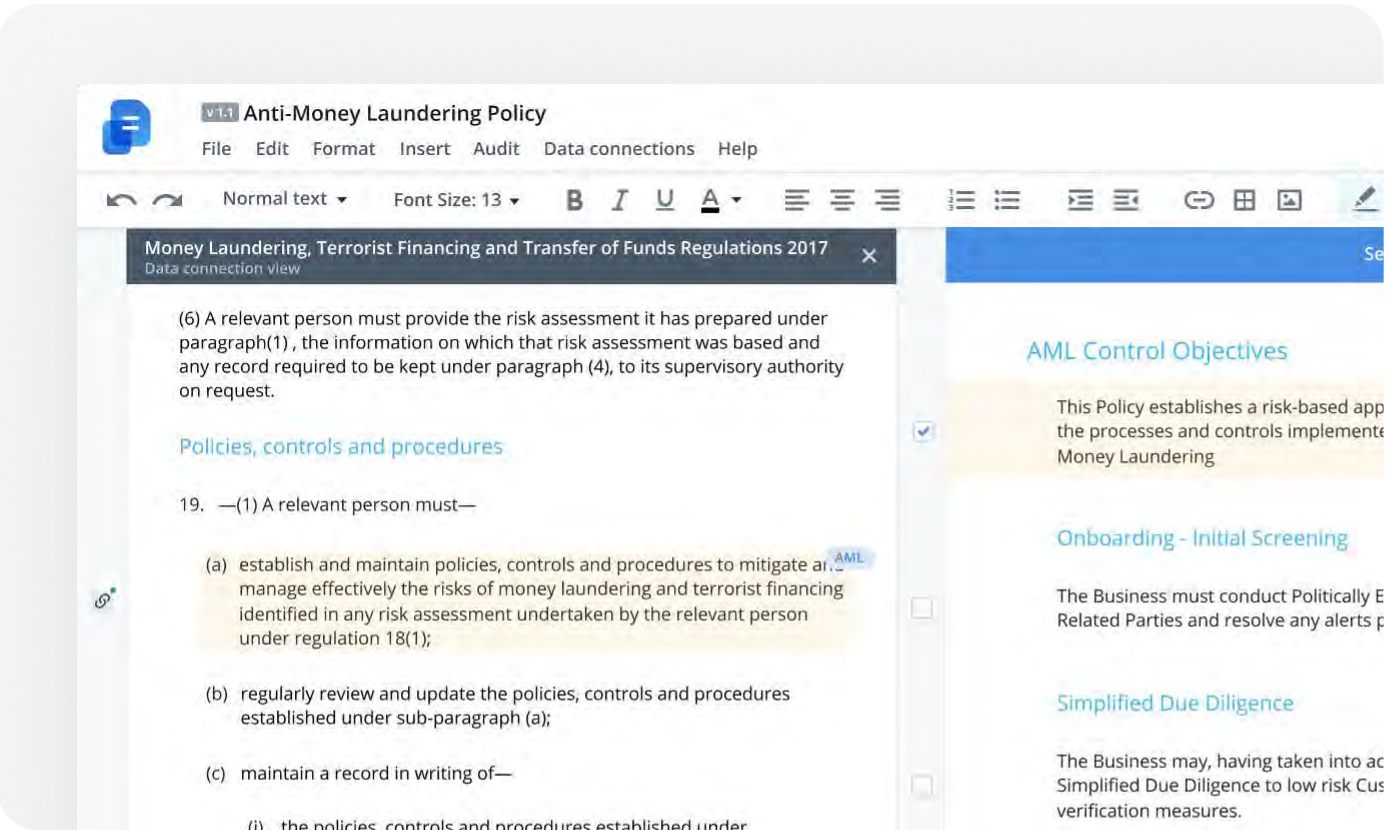 v 1.1 Anti-Money Laundering Policy
File Edit Format Insert Audit Data connections Help
Normal text Font Size: 13 B I U A
Money Laundering, Terrorist Financing and Transfer of Funds Regulations 2017
Data connection view
(6) A relevant person must provide the risk assessment it has prepared under
paragraph(1) , the information on which that risk assessment was based and
any record required to be kept under paragraph (4), to its supervisory authority
on request.
Policies, controls and procedures
19. —(1) A relevant person must—
AML
(a) establish and maintain policies, controls and procedures to mitigate
manage effectively the risks of money laundering and terrorist financing
identified in any risk assessment undertaken by the relevant person
under regulation 18(1);
(b) regularly review and update the policies, controls and procedures
established under sub-paragraph (a);
(c) maintain a record in writing of—
(i) the policies, controls and procedures established under
Se
AML Control Objectives
This Policy establishes a risk-based app
the processes and controls implemente
Money Laundering
Onboarding - Initial Screening
The Business must conduct Politically E
Related Parties and resolve any alerts p
Simplified Due Diligence
The Business may, having taken into ac
Simplified Due Diligence to low risk Cus
verification measures.